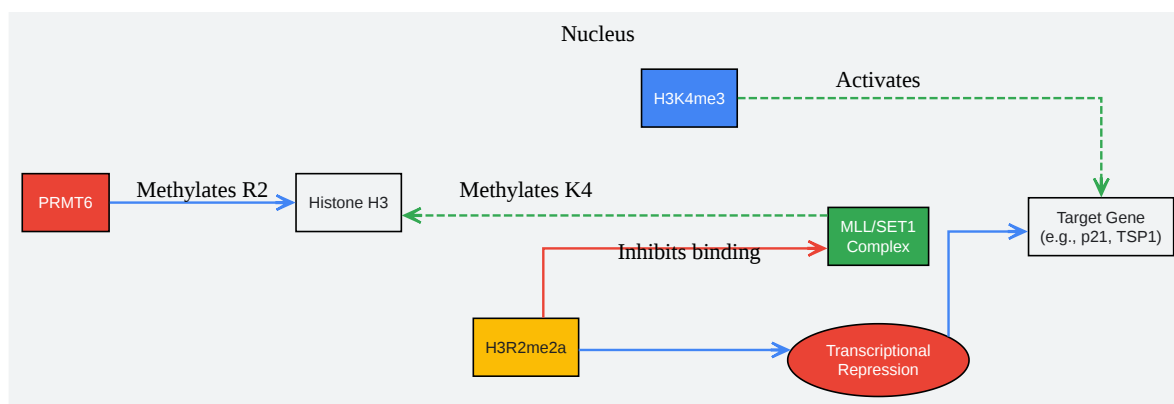 Nucleus
Activates
H3K4me3
Methylates R2
Methylates K4
PRMT6
Histone H3
MLL/SET1
Complex
Target Gene
(e.g., p21, TSP1)
Inhibits binding
H3R2me2a
Transcriptional
Repression